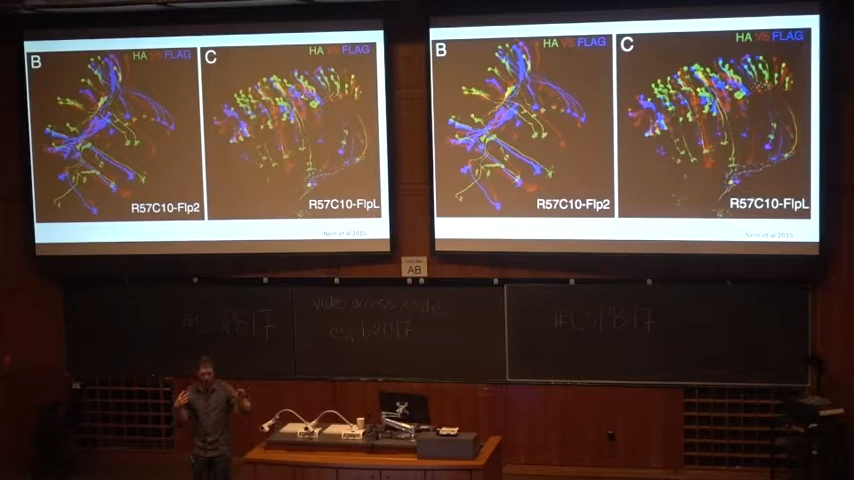 B
HA V5 FLAG
C
HA V5 FLAG
R57C10-Flp2
R57C10-FlpL
Nern et al 2015
B
HA V5 FLAG
C
HA V5 FLAG
R57C10-Flp2
R57C10-FlpL
Nern et al 2015
AB
#CSPB17
video access code
cspb2017
#CSPB17